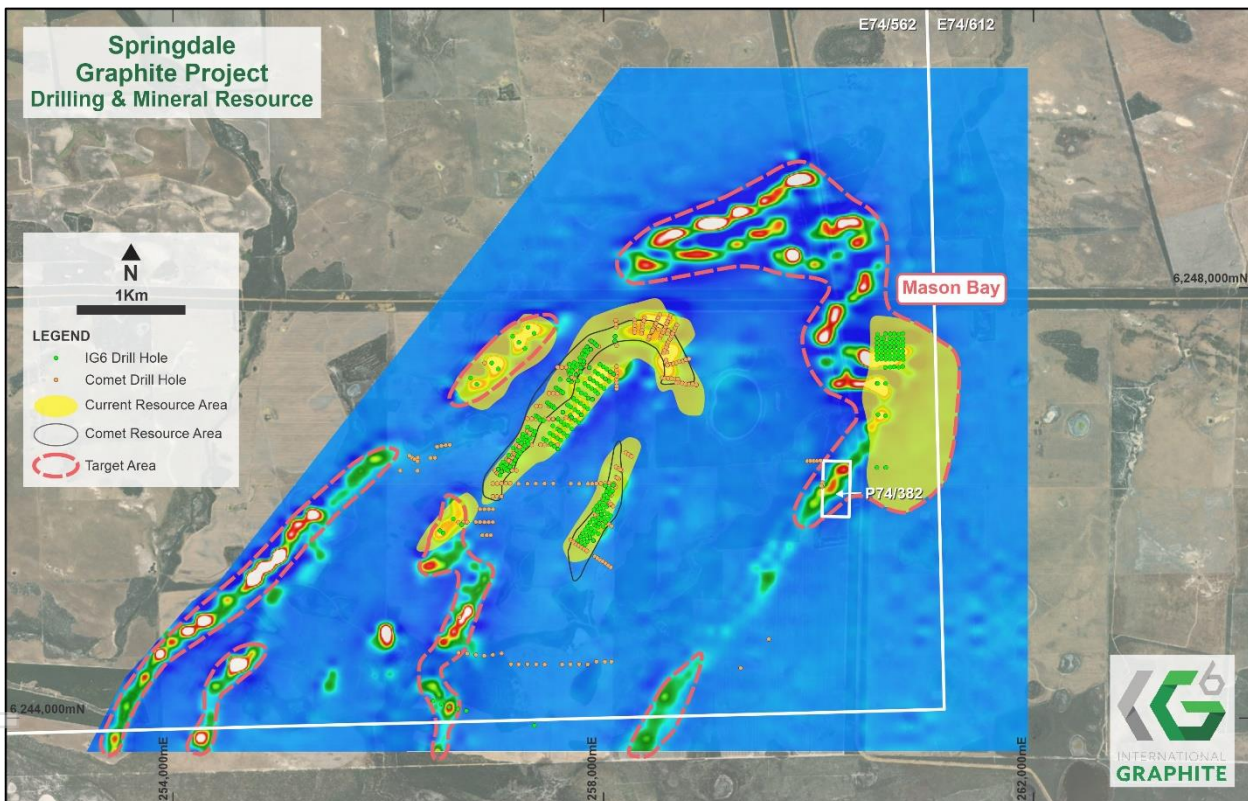 Springdale
Graphite Project
Drilling & Mineral Resource
E74/562
E74/612
N
1Km
LEGEND
IG6 Drill Hole
Comet Drill Hole
Current Resource Area
Comet Resource Area
Target Area
Mason Bay
6,248,000mN
P74/382
6,244,000mN
254,000mE
258,000mE
262,000mE
IG6
INTERNATIONAL
GRAPHITE